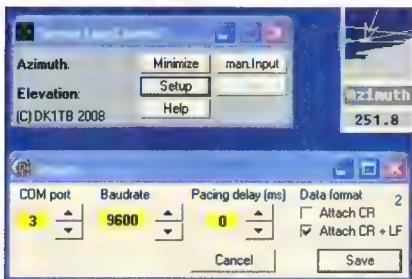 Azimuth:
Minimize
man.Input
Elevation:
Setup
(C) DK1TB 2008
Help
Azimuth
251.8
COM port
Baudrate
Pacing delay (ms)
Data format
2
3
9600
0
Attach CR
Attach CR + LF
Cancel
Save